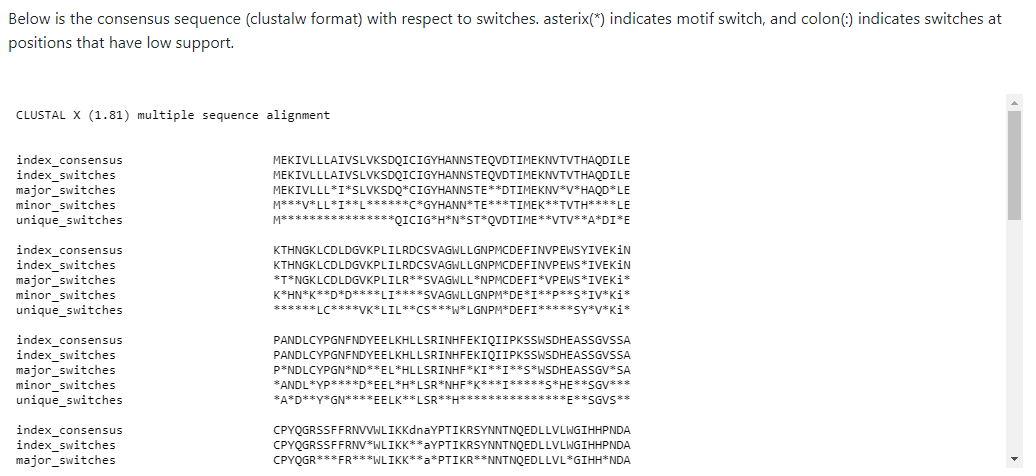 Below is the consensus sequence (clustalw format) with respect to switches. asterix(*) indicates motif switch, and colon(:) indicates switches at
positions that have low support.
CLUSTAL X (1.81) multiple sequence alignment
index_consensus MEKIVLLLAIVSLVKSDQICIGYHANNSTEQVDTIMEKNVTVTHAQDILE
index_switches MEKIVLLLAIVSLVKSDQICIGYHANNSTEQVDTIMEKNVTVTHAQDILE
major_switches MEKIVLLL*I*SLVKSDQ*CIGYHANNSTE**DTIMEKNV*V*HAQD*LE
minor_switches M***V*LL*I**L******C*GYHANN*TE***TIMEK**TVTH****LE
unique_switches M****************QICIG*H*N*ST*QVDTIME**VTV**A*DI*E
index_consensus KTHNGKLCDLDGVKPLILRDCSVAGWLLGNPMCDEFINVPEWSYIVEKiN
index_switches KTHNGKLCDLDGVKPLILRDCSVAGWLLGNPMCDEFINVPEWS*IVEKiN
major_switches *T*NGKLCDLDGVKPLILR**SVAGWLL*NPMCDEFI*VPEWS*IVEKi*
minor_switches K*HN*K**D*D****LI****SVAGWLLGNPM*DE*I**P**S*IV*Ki*
unique_switches ******LC****VK*LIL**CS***W*LGNPM*DEFI*****SY*V*Ki*
index_consensus PANDLCYPGNFNDYEELKHLLSRINHFEKIQIIPKSSWSDHEASSGVSSA
index_switches PANDLCYPGNFNDYEELKHLLSRINHFEKIQIIPKSSWSDHEASSGVSSA
major_switches P*NDLCYPGN*ND**EL*HLLSRINHF*KI**I**S*WSDHEASSGV*SA
minor_switches *ANDL*YP****D*EEL*H*LSR*NHF*K***I*****S*HE**SGV***
unique_switches *A*D**Y*GN****EELK**LSR**H***************E**SGVS**
index_consensus CPYQGRSSFFRNVVWLIKKdnaYPTIKRSYNNTNQEDLLVLWGIHHPNDA
index_switches CPYQGRSSFFRNV*WLIKK**aYPTIKRSYNNTNQEDLLVLWGIHHPNDA
major_switches CPYQGR***FR***WLIKK**a*PTIKR**NNTNQEDLLVL*GIHH*NDA